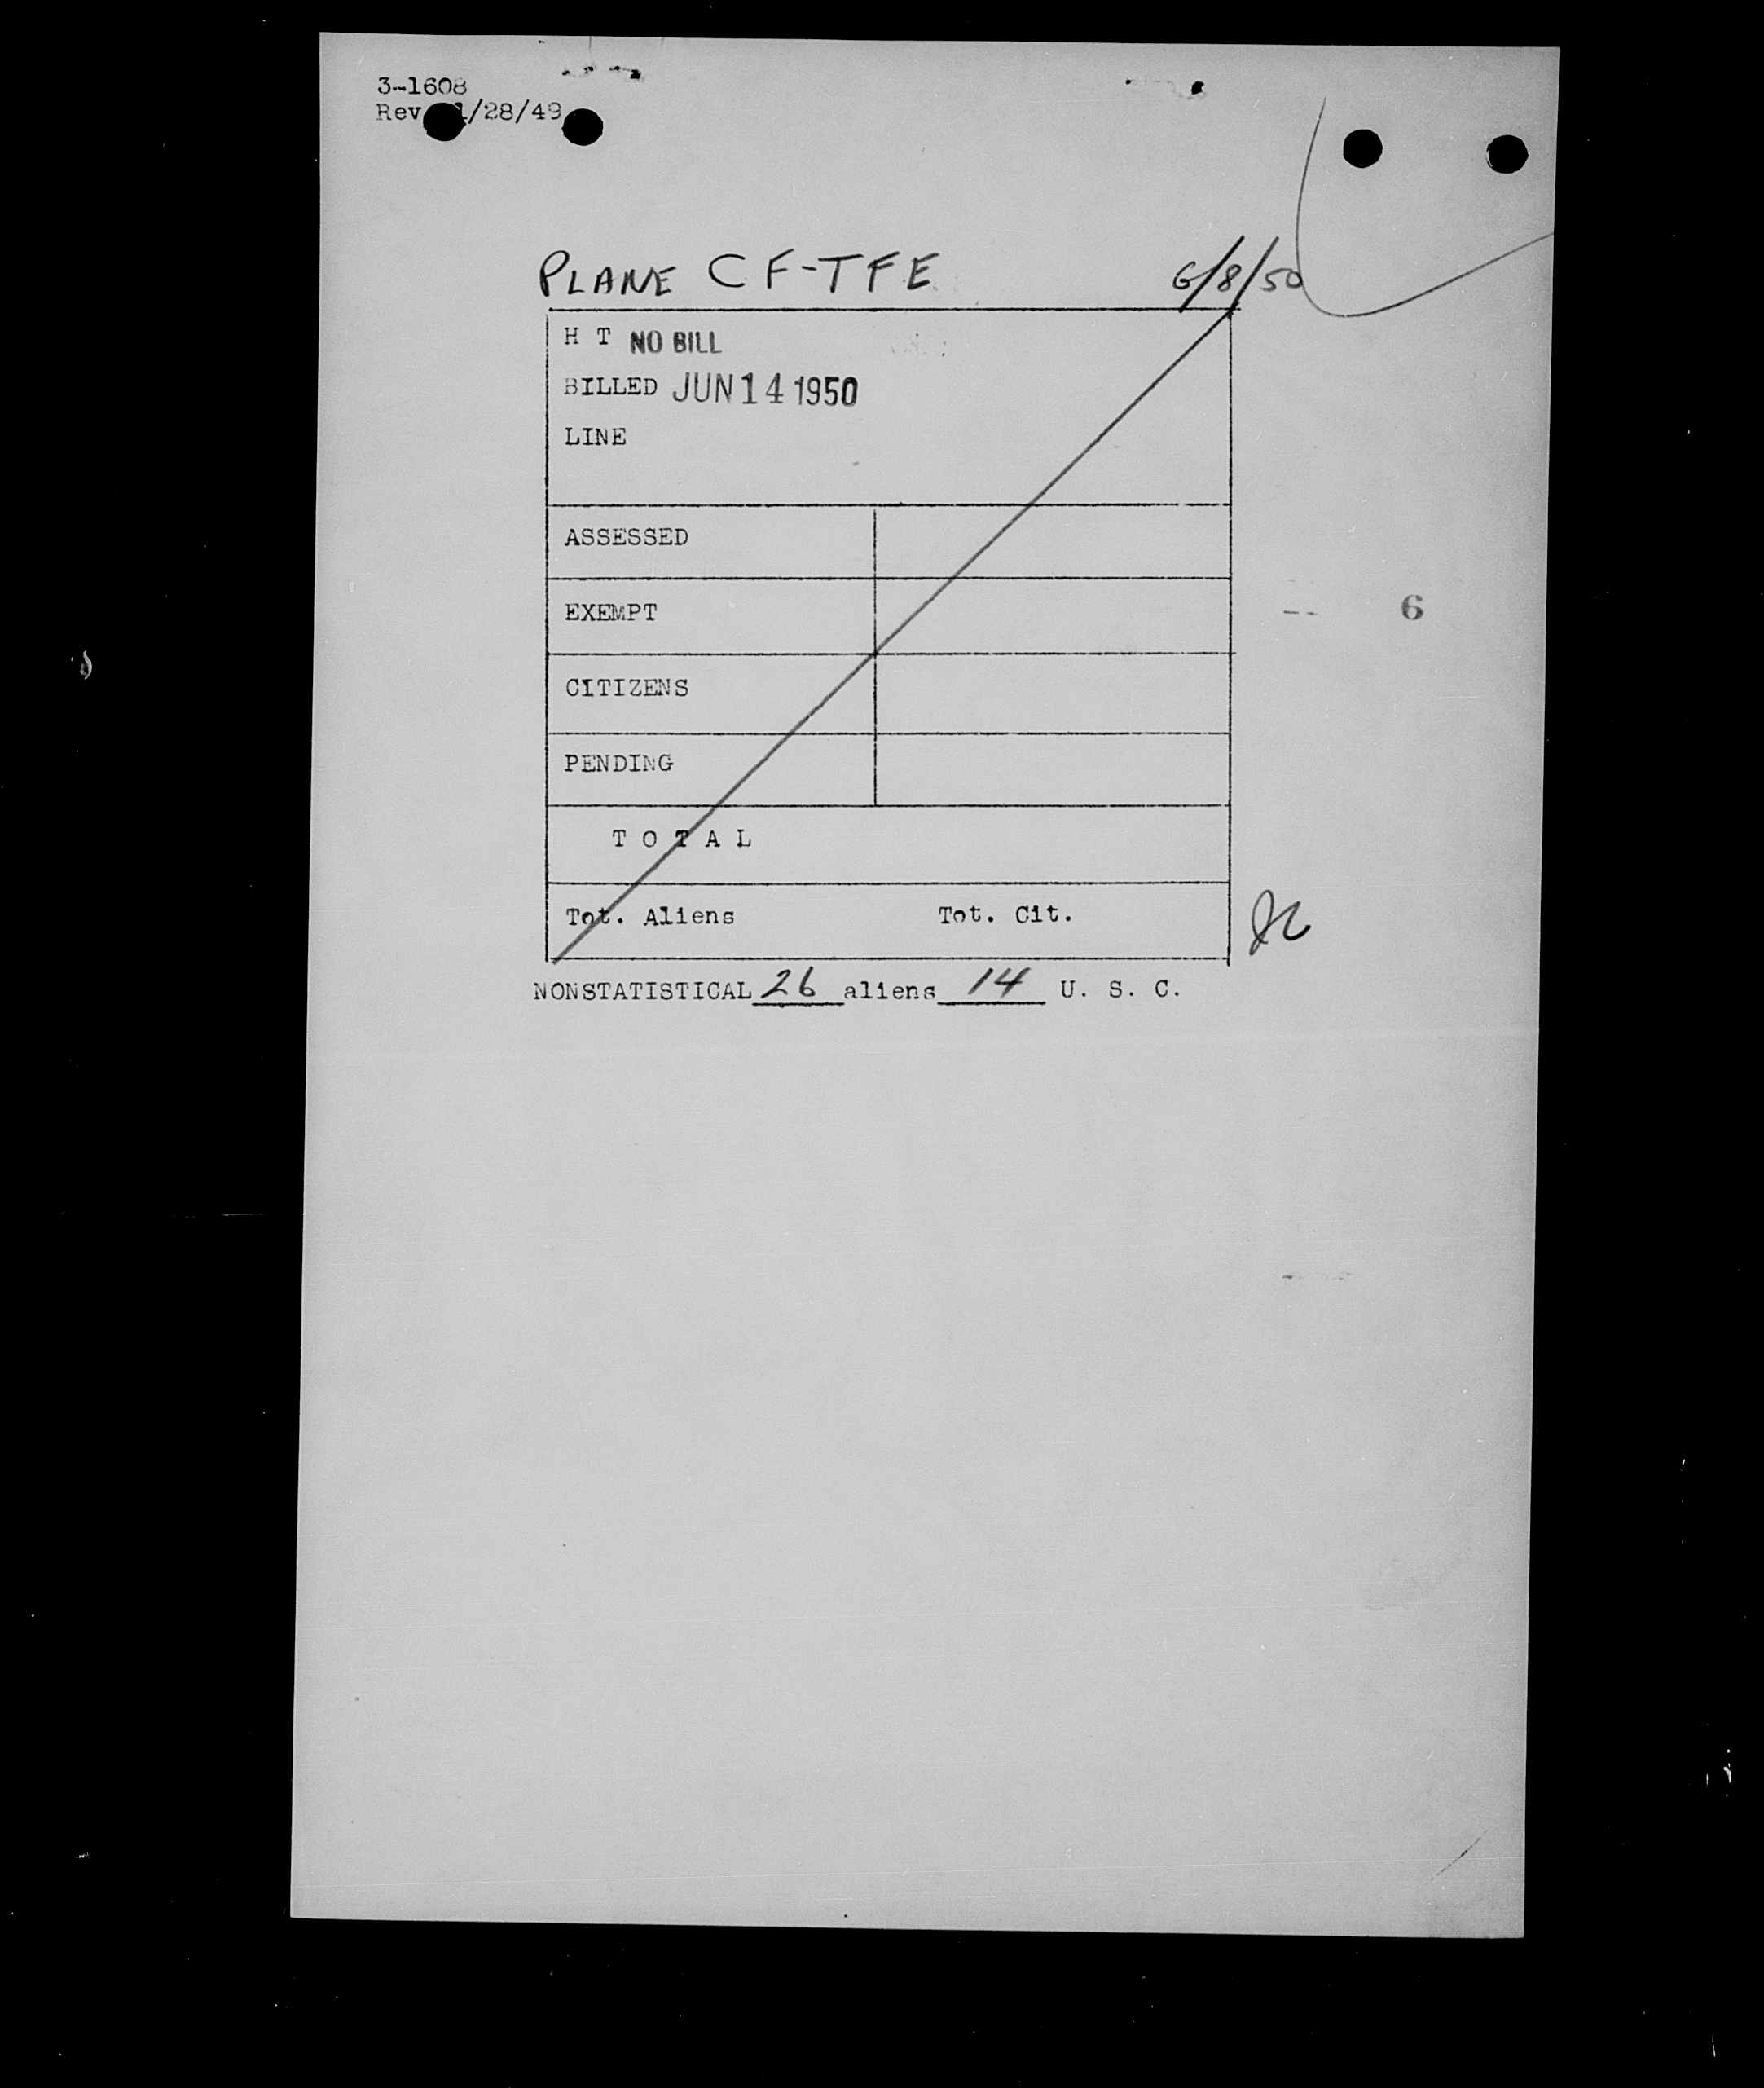 3-1608
Rev. 1/28/49
PLANE CF-TFE 6/8/50
H T NO BILL
BILLED JUN 14 1950
LINE
ASSESSED
EXEMPT
6
CITIZENS
PENDING
T O T A L
Tot. Aliens Tot. Cit.
NONSTATISTICAL 26 aliens 14 U. S. C.